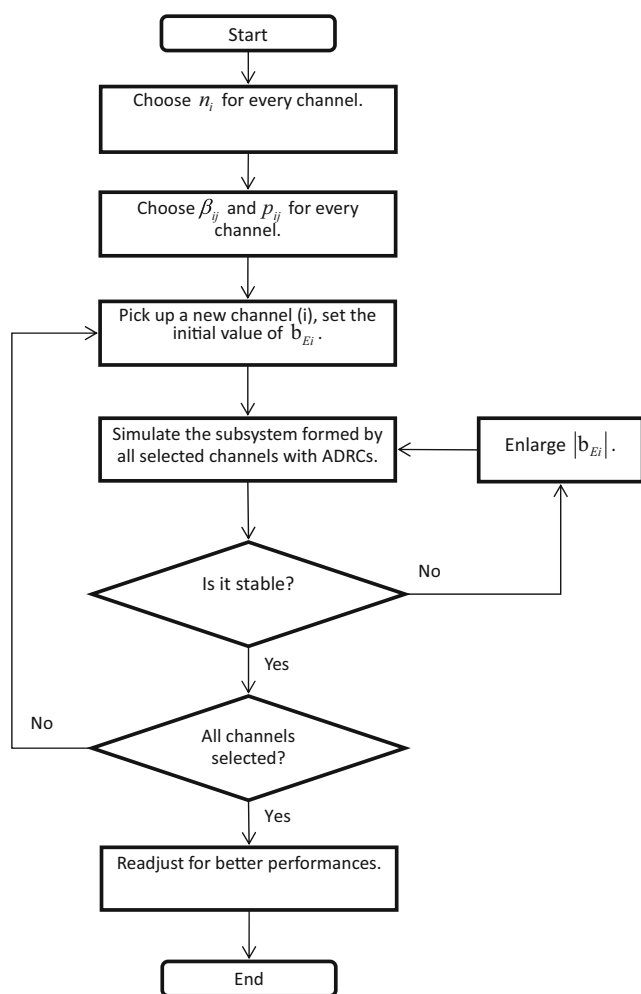 Start
Choose n_i for every channel.
Choose β_ij and p_ij for every
channel.
Pick up a new channel (i), set the
initial value of b_Ei .
Simulate the subsystem formed by
all selected channels with ADRCs.
Enlarge |b_Ei| .
Is it stable?
No
Yes
No
All channels
selected?
Yes
Readjust for better performances.
End